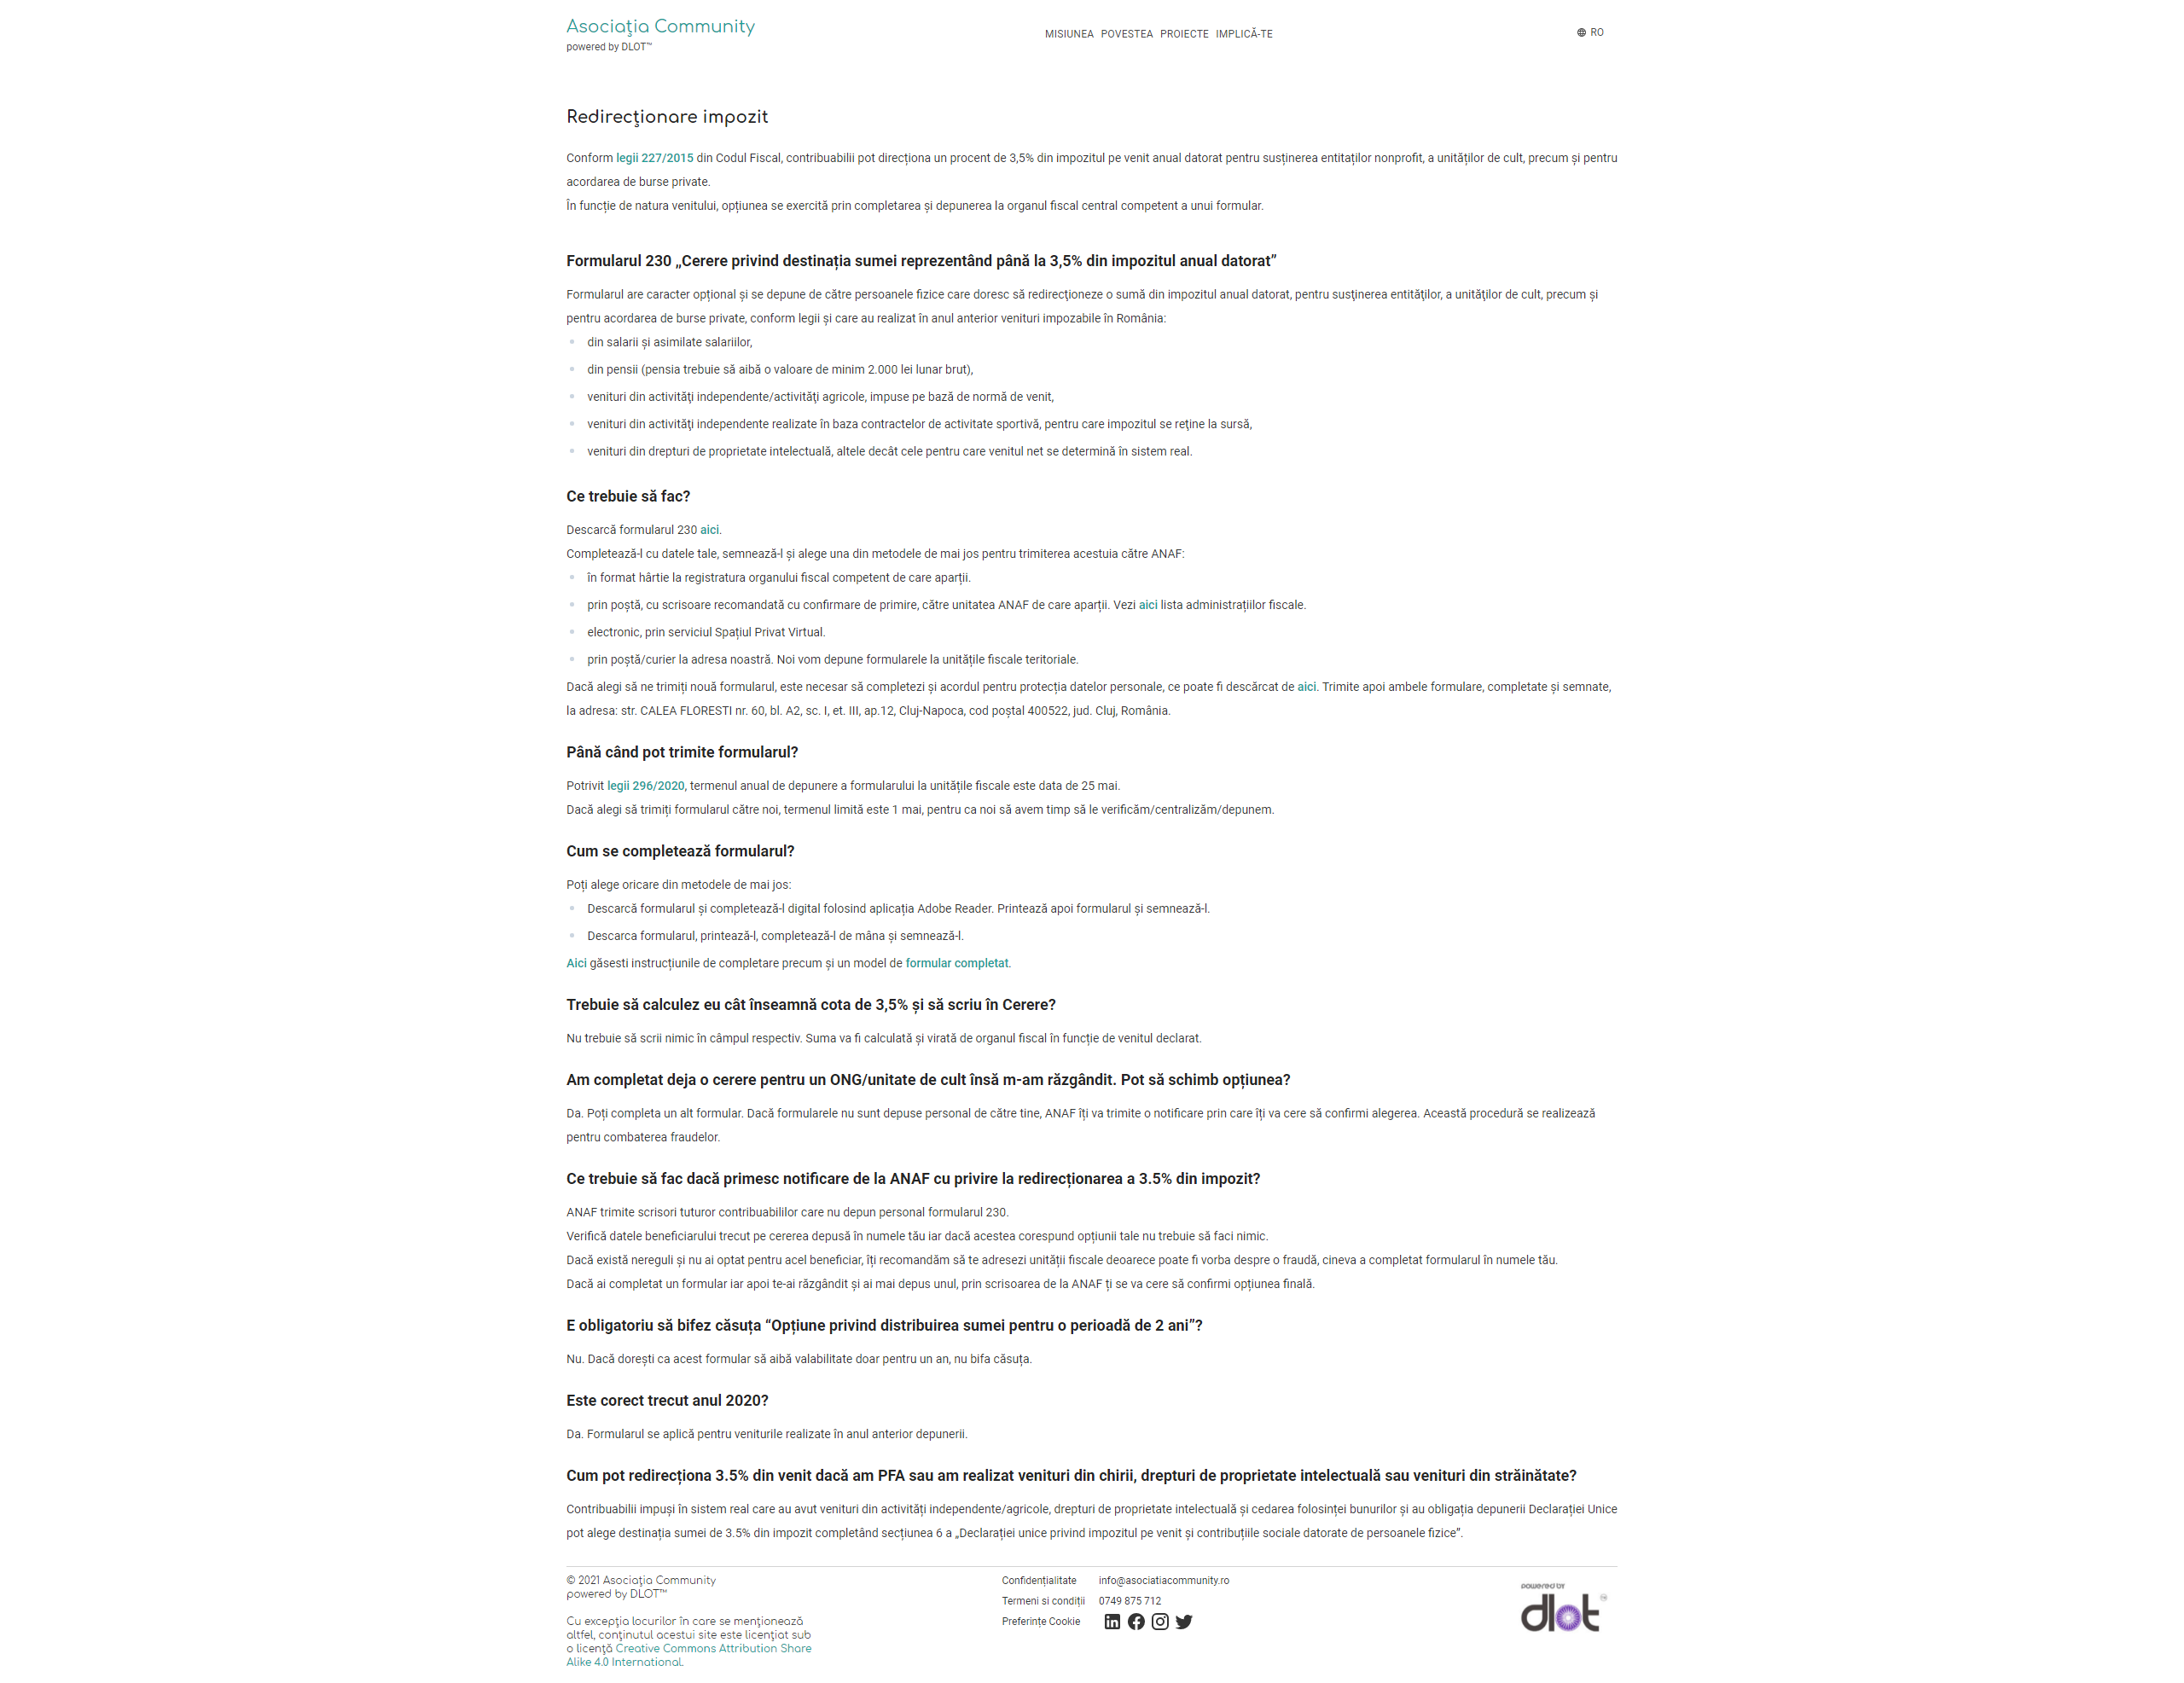 Asociaţia Community
powered by DLOT™
MISIUNEA POVESTEA PROIECTE IMPLICĂ-TE
RO
Redirecţionare impozit
Conform legii 227/2015 din Codul Fiscal, contribuabilii pot direcționa un procent de 3,5% din impozitul pe venit anual datorat pentru susținerea entitaților nonprofit, a unităților de cult, precum și pentru
acordarea de burse private.
În funcție de natura venitului, opțiunea se exercită prin completarea și depunerea la organul fiscal central competent a unui formular.
Formularul 230 „Cerere privind destinația sumei reprezentând până la 3,5% din impozitul anual datorat”
Formularul are caracter opțional și se depune de către persoanele fizice care doresc să redirecţioneze o sumă din impozitul anual datorat, pentru susţinerea entităţilor, a unităţilor de cult, precum și
pentru acordarea de burse private, conform legii și care au realizat în anul anterior venituri impozabile în România:
din salarii și asimilate salariilor,
din pensii (pensia trebuie să aibă o valoare de minim 2.000 lei lunar brut),
venituri din activităţi independente/activităţi agricole, impuse pe bază de normă de venit,
venituri din activităţi independente realizate în baza contractelor de activitate sportivă, pentru care impozitul se reţine la sursă,
venituri din drepturi de proprietate intelectuală, altele decât cele pentru care venitul net se determină în sistem real.
Ce trebuie să fac?
Descarcă formularul 230 aici.
Completează-l cu datele tale, semnează-l și alege una din metodele de mai jos pentru trimiterea acestuia către ANAF:
în format hârtie la registratura organului fiscal competent de care aparții.
prin poștă, cu scrisoare recomandată cu confirmare de primire, către unitatea ANAF de care aparții. Vezi aici lista administrațiilor fiscale.
electronic, prin serviciul Spațiul Privat Virtual.
prin poștă/curier la adresa noastră. Noi vom depune formularele la unitățile fiscale teritoriale.
Dacă alegi să ne trimiți nouă formularul, este necesar să completezi și acordul pentru protecția datelor personale, ce poate fi descărcat de aici. Trimite apoi ambele formulare, completate și semnate,
la adresa: str. CALEA FLORESTI nr. 60, bl. A2, sc. I, et. III, ap.12, Cluj-Napoca, cod poștal 400522, jud. Cluj, România.
Până când pot trimite formularul?
Potrivit legii 296/2020, termenul anual de depunere a formularului la unitățile fiscale este data de 25 mai.
Dacă alegi să trimiți formularul către noi, termenul limită este 1 mai, pentru ca noi să avem timp să le verificăm/centralizăm/depunem.
Cum se completează formularul?
Poți alege oricare din metodele de mai jos:
Descarcă formularul și completează-l digital folosind aplicația Adobe Reader. Printează apoi formularul și semnează-l.
Descarca formularul, printează-l, completează-l de mâna și semnează-l.
Aici găsesti instrucțiunile de completare precum și un model de formular completat.
Trebuie să calculez eu cât înseamnă cota de 3,5% și să scriu în Cerere?
Nu trebuie să scrii nimic în câmpul respectiv. Suma va fi calculată și virată de organul fiscal în funcție de venitul declarat.
Am completat deja o cerere pentru un ONG/unitate de cult însă m-am răzgândit. Pot să schimb opțiunea?
Da. Poți completa un alt formular. Dacă formularele nu sunt depuse personal de către tine, ANAF îți va trimite o notificare prin care îți va cere să confirmi alegerea. Această procedură se realizează
pentru combaterea fraudelor.
Ce trebuie să fac dacă primesc notificare de la ANAF cu privire la redirecționarea a 3.5% din impozit?
ANAF trimite scrisori tuturor contribuabililor care nu depun personal formularul 230.
Verifică datele beneficiarului trecut pe cererea depusă în numele tău iar dacă acestea corespund opțiunii tale nu trebuie să faci nimic.
Dacă există nereguli și nu ai optat pentru acel beneficiar, îți recomandăm să te adresezi unității fiscale deoarece poate fi vorba despre o fraudă, cineva a completat formularul în numele tău.
Dacă ai completat un formular iar apoi te-ai răzgândit și ai mai depus unul, prin scrisoarea de la ANAF ți se va cere să confirmi opțiunea finală.
E obligatoriu să bifez căsuța “Opțiune privind distribuirea sumei pentru o perioadă de 2 ani”?
Nu. Dacă dorești ca acest formular să aibă valabilitate doar pentru un an, nu bifa căsuța.
Este corect trecut anul 2020?
Da. Formularul se aplică pentru veniturile realizate în anul anterior depunerii.
Cum pot redirecționa 3.5% din venit dacă am PFA sau am realizat venituri din chirii, drepturi de proprietate intelectuală sau venituri din străinătate?
Contribuabilii impuși în sistem real care au avut venituri din activități independente/agricole, drepturi de proprietate intelectuală și cedarea folosinței bunurilor și au obligația depunerii Declarației Unice
pot alege destinația sumei de 3.5% din impozit completând secțiunea 6 a „Declarației unice privind impozitul pe venit și contribuțiile sociale datorate de persoanele fizice”.
© 2021 Asociaţia Community
powered by DLOT™
Cu excepţia locurilor în care se menţionează
altfel, conţinutul acestui site este licenţiat sub
o licenţă Creative Commons Attribution Share
Alike 4.0 International.
Confidențialitate
Termeni si condiții
Preferințe Cookie
info@asociatiacommunity.ro
0749 875 712
powered BY
dlot